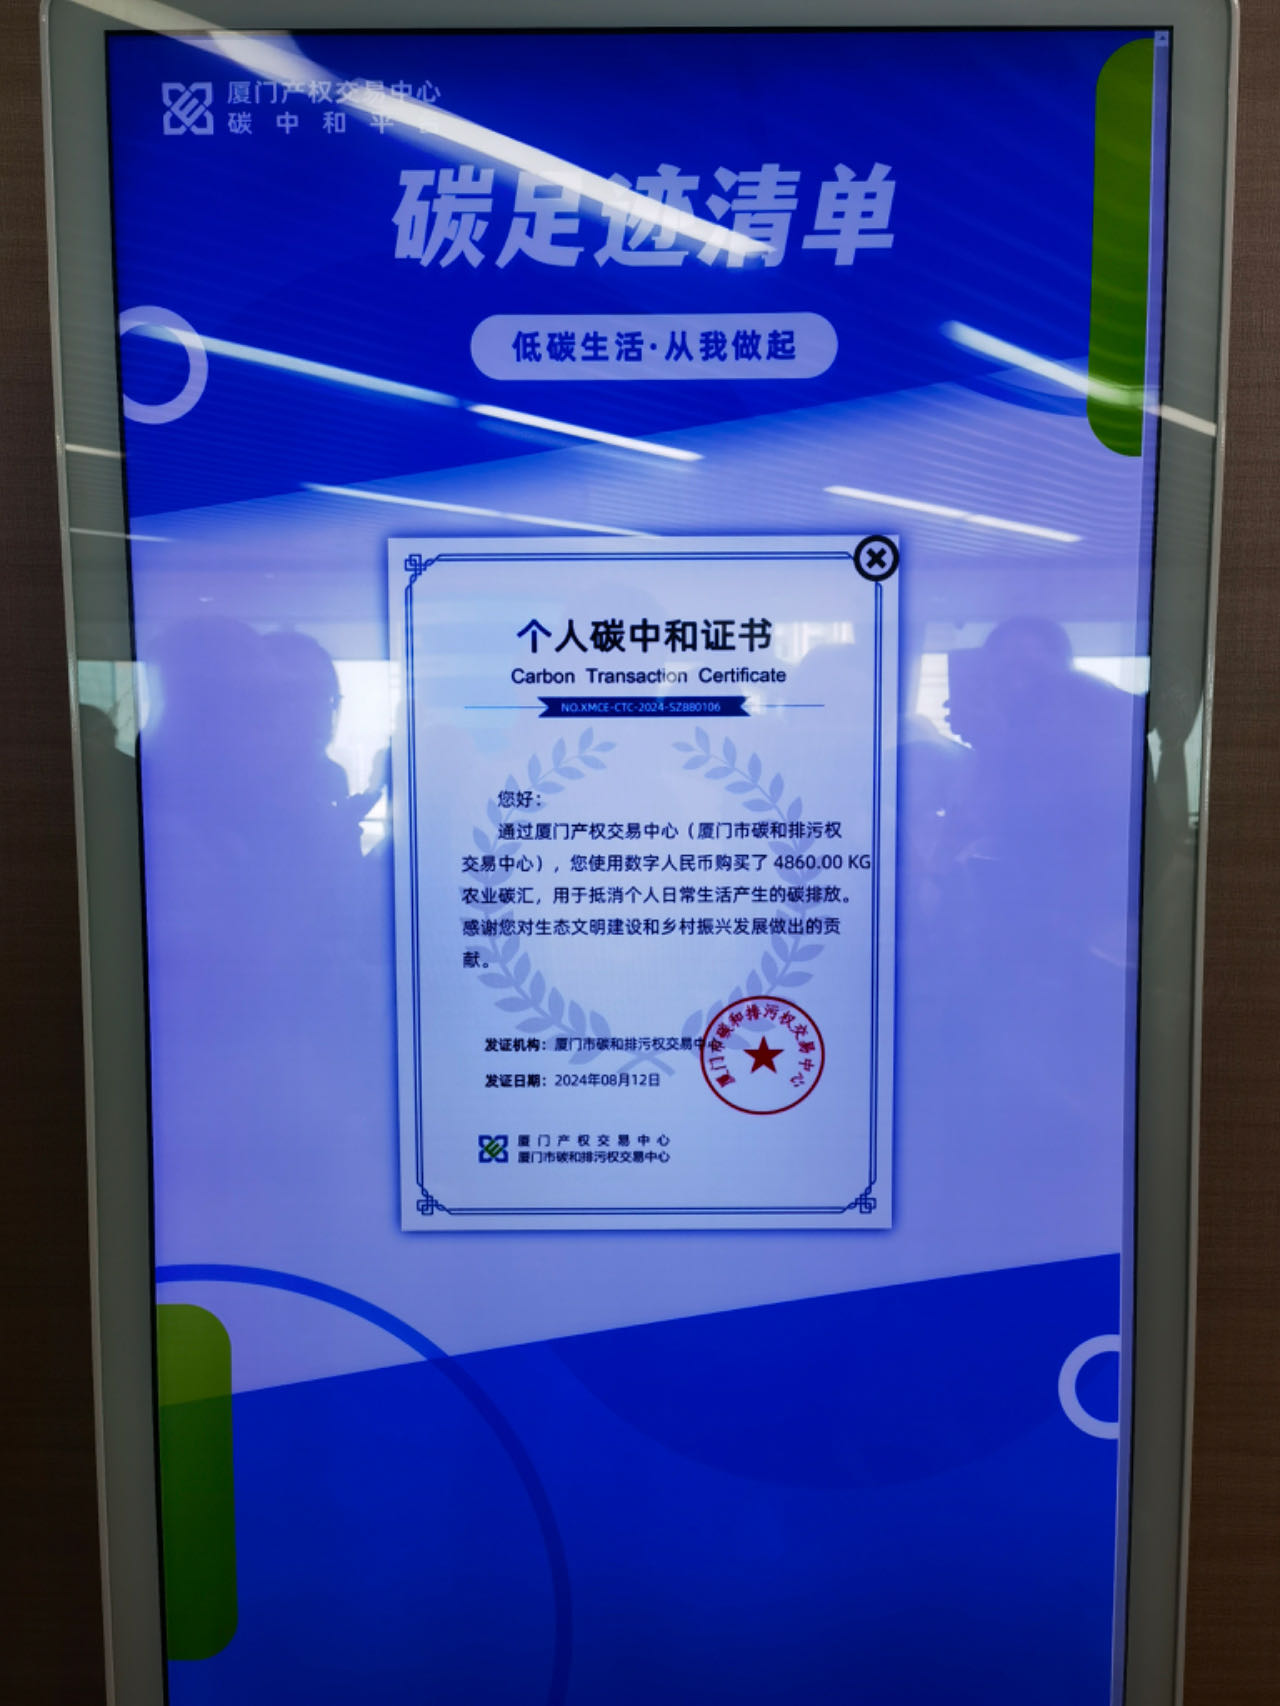 厦门产权交易中心
碳中和平台
碳足迹清单
低碳生活·从我做起
个人碳中和证书
Carbon Transaction Certificate
NO.XMCE-CTC-2024-SZ880106
您好：
通过厦门产权交易中心（厦门市碳和排污权
交易中心），您使用数字人民币购买了 4860.00 KG
农业碳汇，用于抵消个人日常生活产生的碳排放。
感谢您对生态文明建设和乡村振兴发展做出的贡
献。
发证机构：厦门市碳和排污权交易中心
厦门市碳和排污权交易中心
发证日期：2024年08月12日
厦门产权交易中心
厦门市碳和排污权交易中心